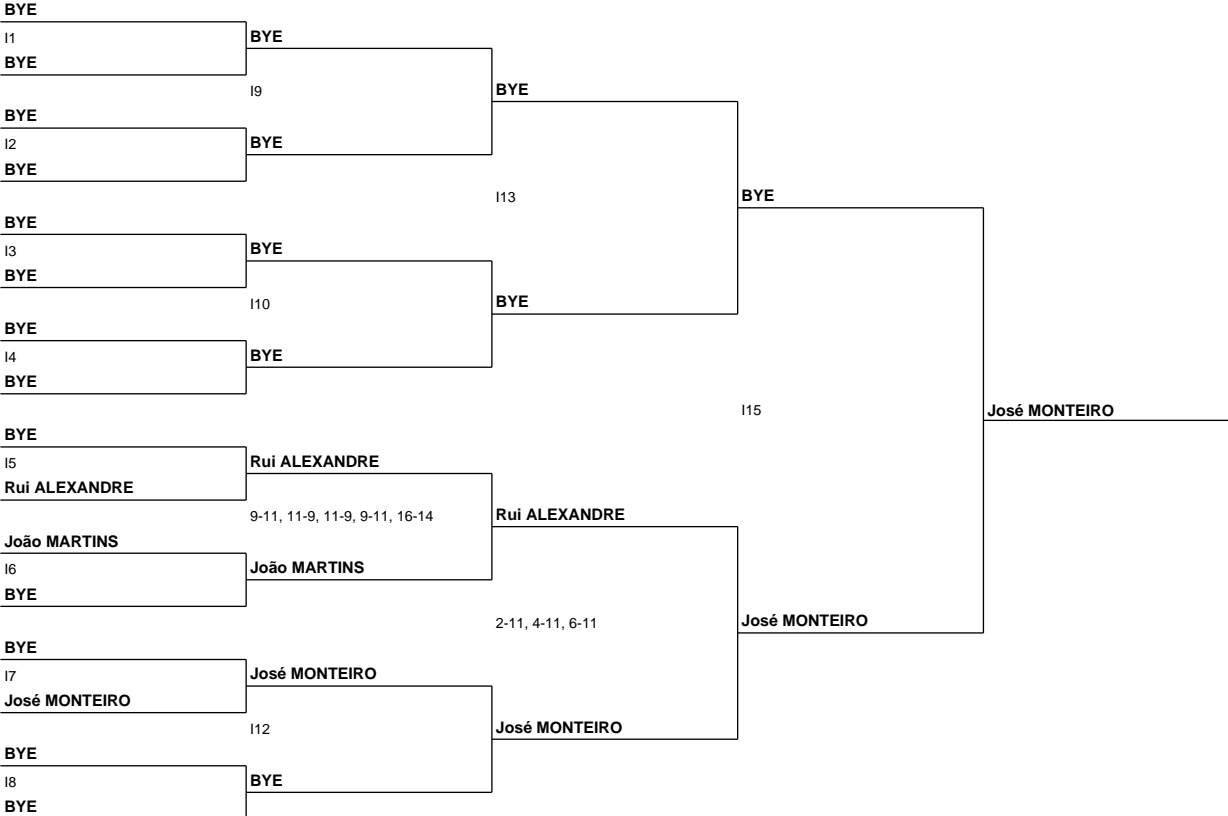 BYE
I1
BYE
BYE
I9
BYE
BYE
I2
BYE
BYE
I13
BYE
BYE
I3
BYE
BYE
I10
BYE
BYE
I4
BYE
BYE
I15
José MONTEIRO
BYE
I5
Rui ALEXANDRE
Rui ALEXANDRE
9-11, 11-9, 11-9, 9-11, 16-14
Rui ALEXANDRE
João MARTINS
I6
João MARTINS
BYE
2-11, 4-11, 6-11
José MONTEIRO
BYE
I7
José MONTEIRO
José MONTEIRO
I12
José MONTEIRO
BYE
I8
BYE
BYE